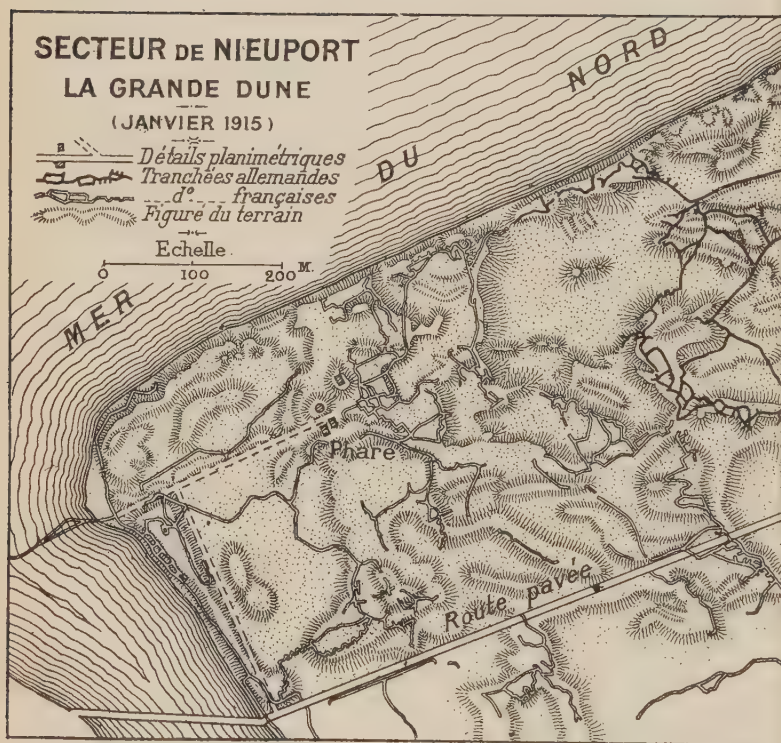 SECTEUR DE NIEUPORT
LA GRANDE DUNE
(JANVIER 1915)
Détails planimétriques
Tranchées allemandes
_ _ d° _ _ françaises
Figuré du terrain
Echelle
0 100 200 M.
MER DU NORD
Phare
Route pavée